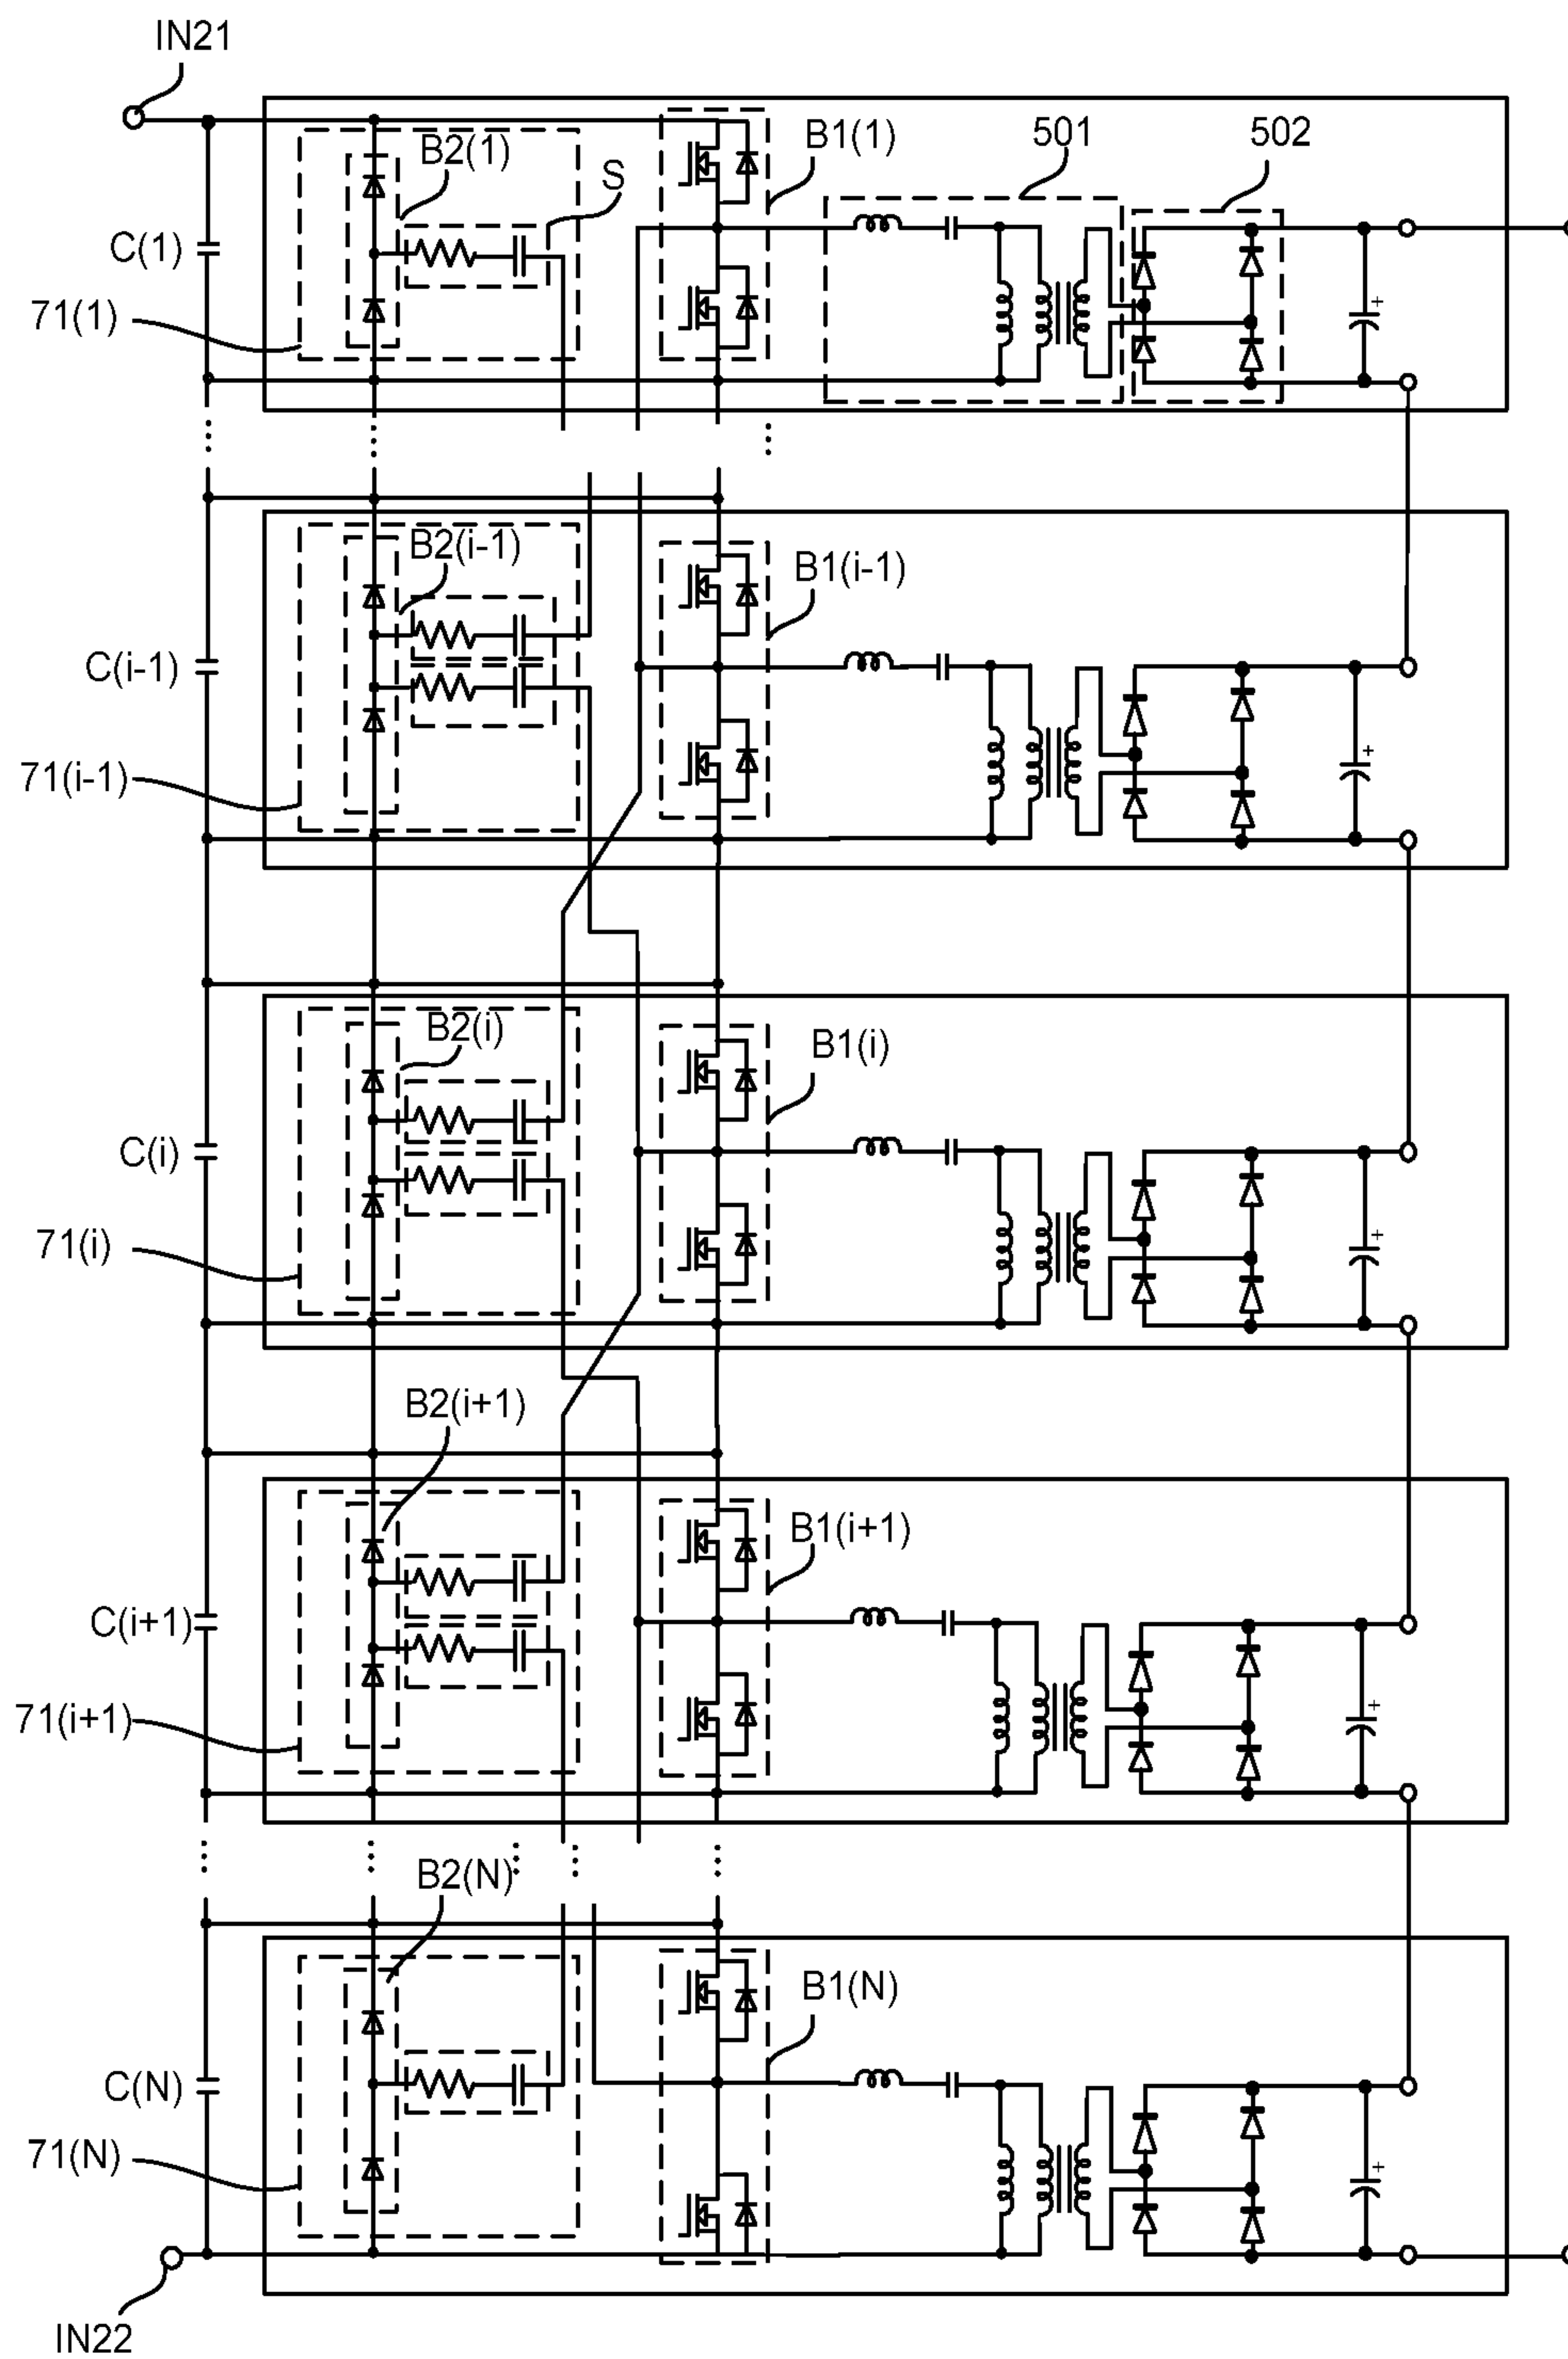 IN21
B2(1)
S
B1(1)
501
502
C(1)
71(1)
+
B2(i-1)
B1(i-1)
C(i-1)
71(i-1)
+
B2(i)
B1(i)
C(i)
71(i)
+
B2(i+1)
B1(i+1)
C(i+1)
71(i+1)
+
B2(N)
B1(N)
C(N)
71(N)
+
IN22